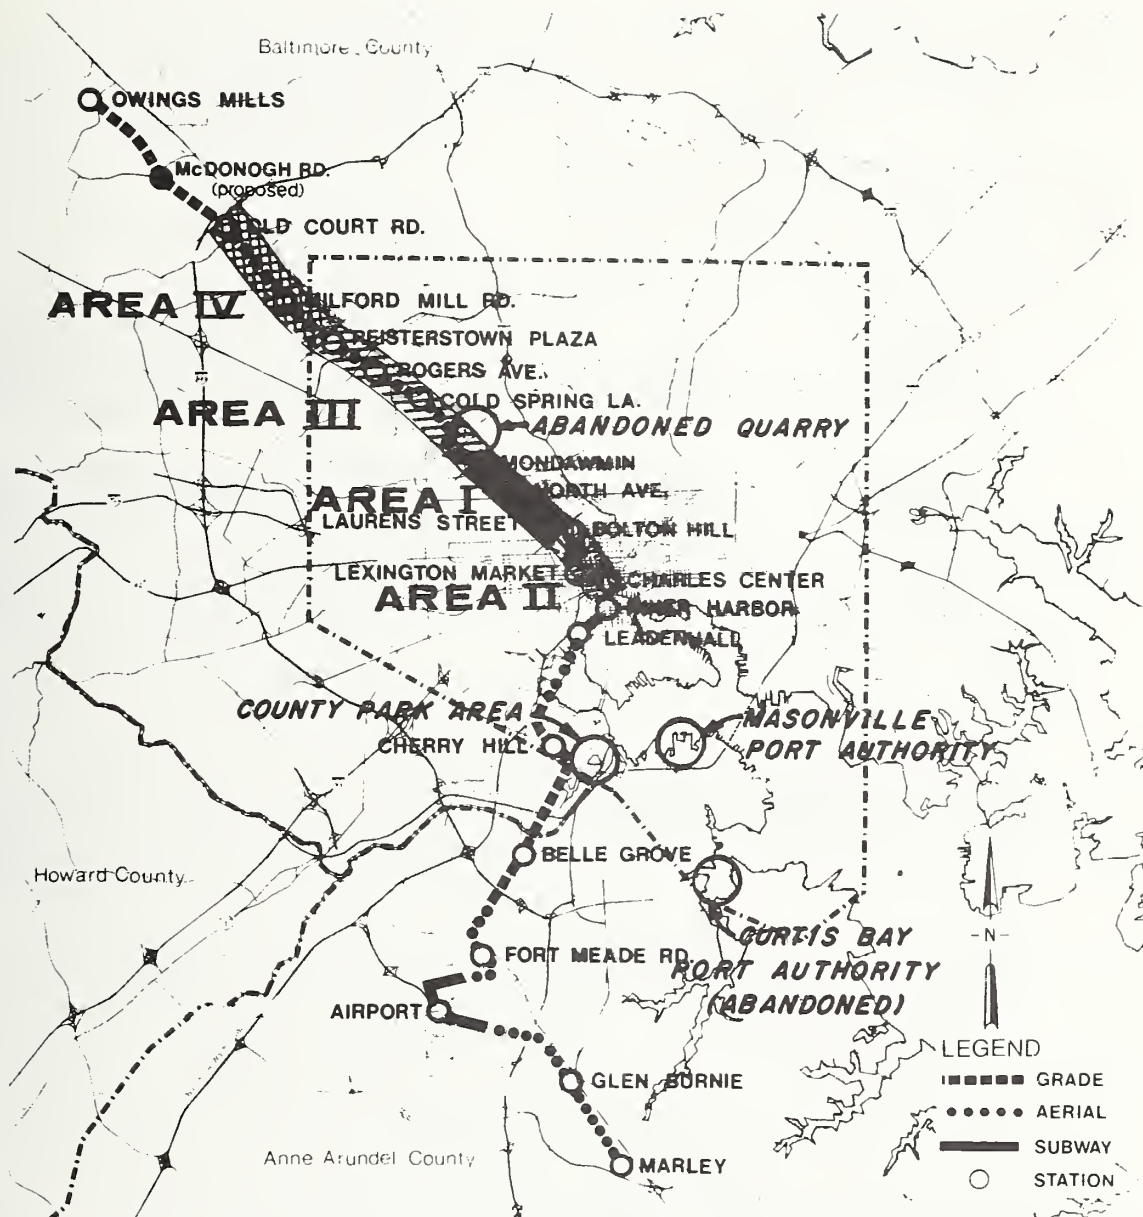 Baltimore County
OWINGS MILLS
McDONOGH RD.
(proposed)
OLD COURT RD.
AREA IV
MILFORD MILL RD.
REISTERSTOWN PLAZA
ROGERS AVE.
AREA III
COLD SPRING LA.
ABANDONED QUARRY
MONDAWMIN
AREA I
NORTH AVE.
LAURENS STREET
BOLTON HILL
LEXINGTON MARKET
CHARLES CENTER
AREA II
INNER HARBOR
LEADENHALL
COUNTY PARK AREA
MASONVILLE
PORT AUTHORITY
CHERRY HILL
BELLE GROVE
Howard County
CURTIS BAY
PORT AUTHORITY
(ABANDONED)
FORT MEADE RD.
AIRPORT
-N-
LEGEND
GRADE
AERIAL
SUBWAY
STATION
GLEN BURNIE
Anne Arundel County
MARLEY